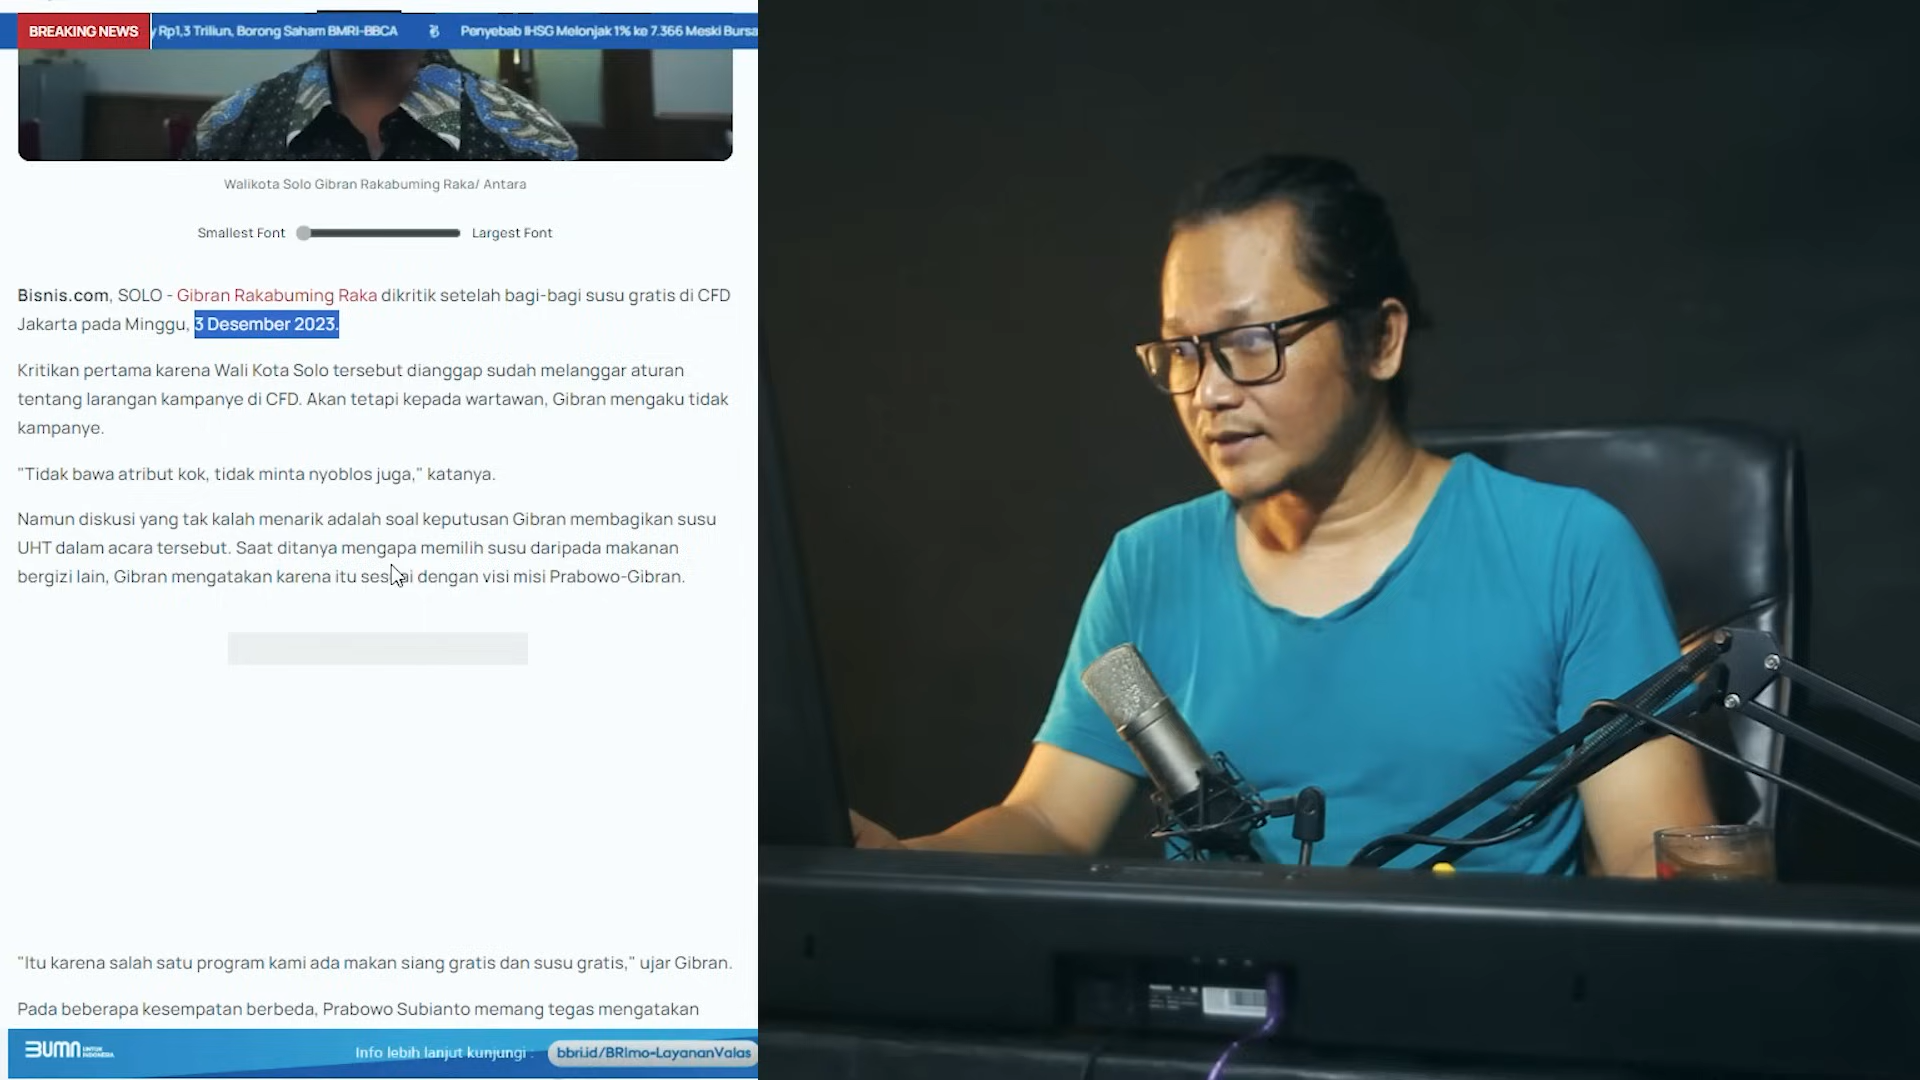 BREAKING NEWS
Rp1,3 Triliun, Borong Saham BMRI-BBCA
Penyebab IHSG Melonjak 1% ke 7.366 Meski Bursa
Walikota Solo Gibran Rakabuming Raka/ Antara
Smallest Font
Largest Font
Bisnis.com, SOLO - Gibran Rakabuming Raka dikritik setelah bagi-bagi susu gratis di CFD
Jakarta pada Minggu, 3 Desember 2023.
Kritikan pertama karena Wali Kota Solo tersebut dianggap sudah melanggar aturan
tentang larangan kampanye di CFD. Akan tetapi kepada wartawan, Gibran mengaku tidak
kampanye.
"Tidak bawa atribut kok, tidak minta nyoblos juga," katanya.
Namun diskusi yang tak kalah menarik adalah soal keputusan Gibran membagikan susu
UHT dalam acara tersebut. Saat ditanya mengapa memilih susu daripada makanan
bergizi lain, Gibran mengatakan karena itu sesuai dengan visi misi Prabowo-Gibran.
"Itu karena salah satu program kami ada makan siang gratis dan susu gratis," ujar Gibran.
Pada beberapa kesempatan berbeda, Prabowo Subianto memang tegas mengatakan
BUMN UNTUK
INDONESIA
Info lebih lanjut kunjungi :
bbri.id/BRImo-LayananValas